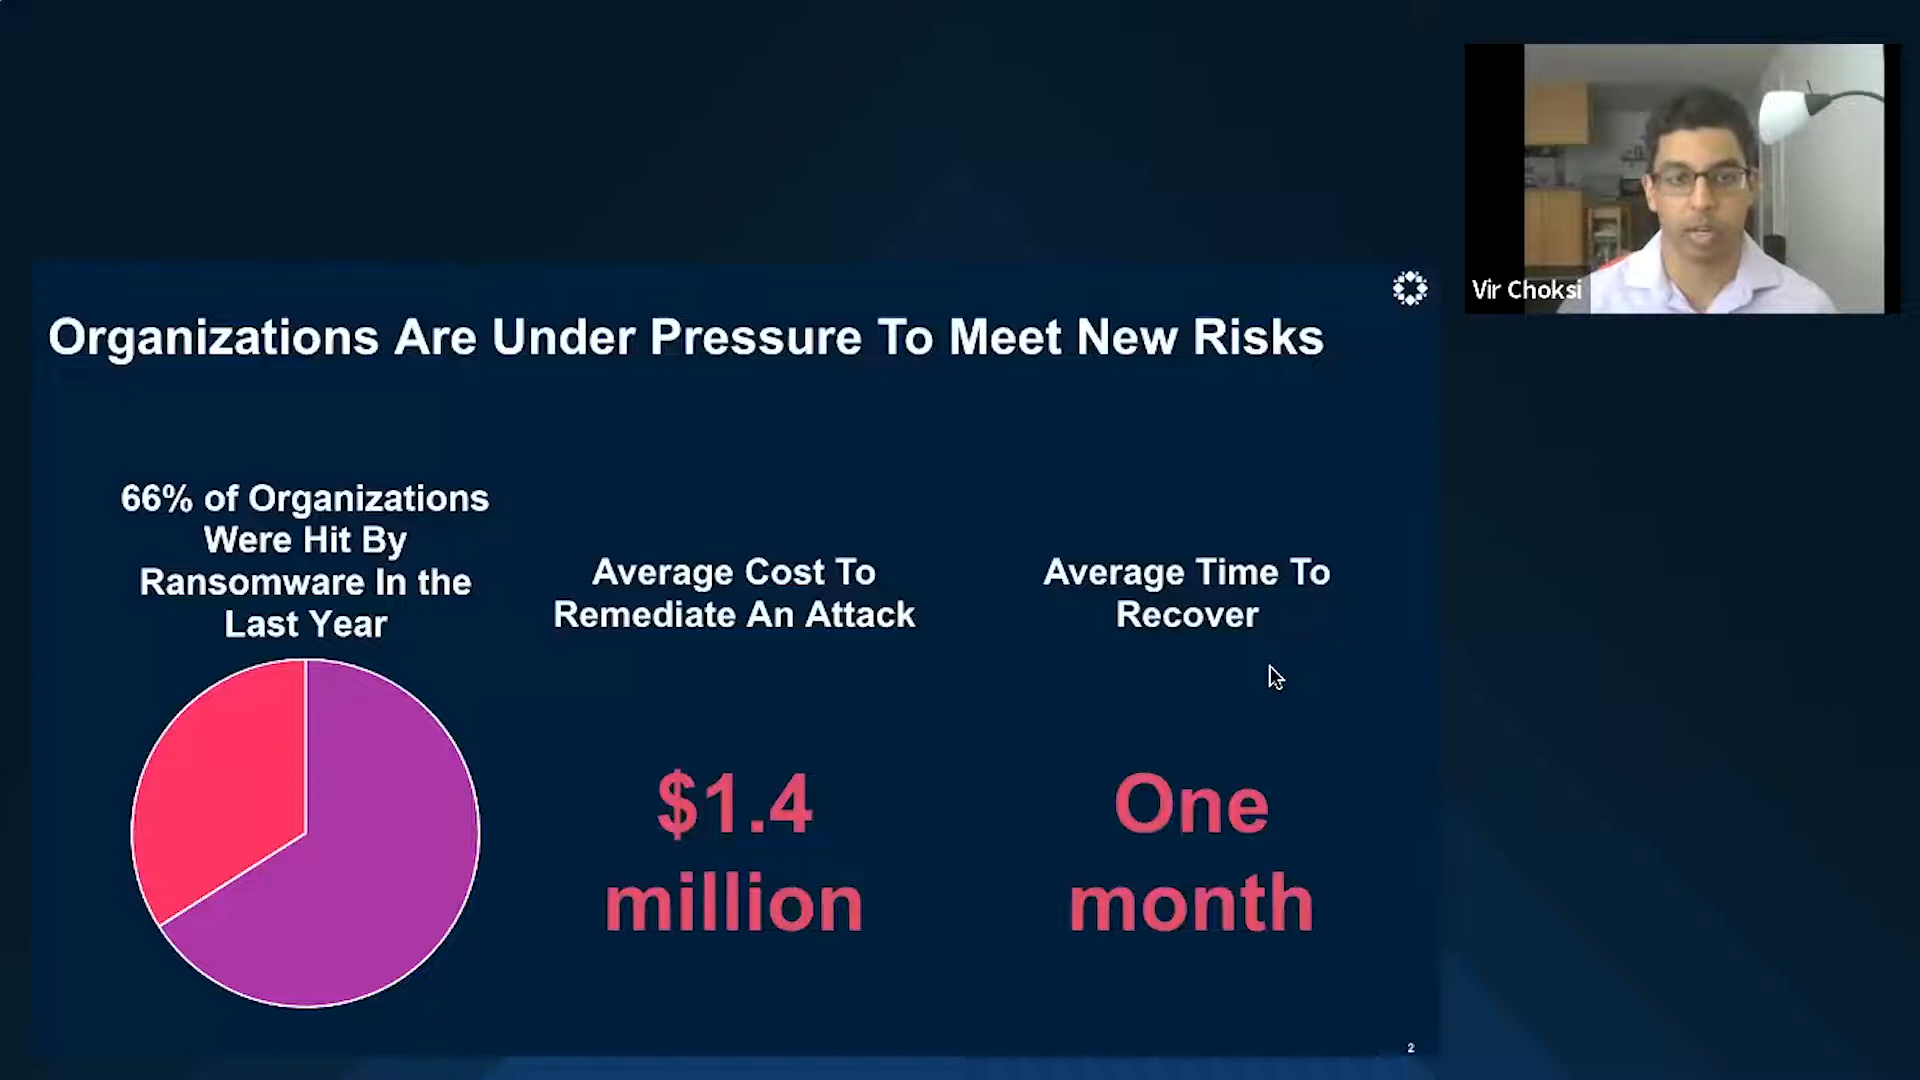 Vir Choksi
Organizations Are Under Pressure To Meet New Risks
66% of Organizations
Were Hit By
Ransomware In the
Last Year
Average Cost To
Remediate An Attack
$1.4
million
Average Time To
Recover
One
month
2